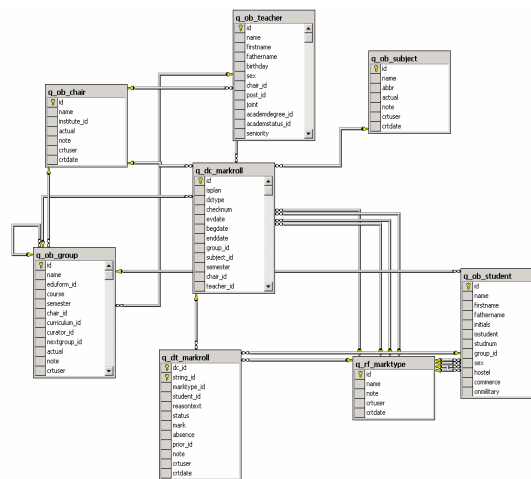 q_ob_teacher
id
name
firstname
fathername
birthday
sex
chair_id
post_id
joint
academdegree_id
academstatus_id
seniority
q_ob_subject
id
name
abbr
actual
note
crtuser
crtdate
q_ob_chair
id
name
institute_id
actual
note
crtuser
crtdate
q_dc_markroll
id
isplan
dctype
checknum
evdate
begdate
enddate
group_id
subject_id
semester
chair_id
teacher_id
q_ob_group
id
name
eduform_id
course
semester
chair_id
curriculum_id
curator_id
nextgroup_id
actual
note
crtuser
q_ob_student
id
name
firstname
fathername
initials
isstudent
studnum
group_id
sex
hostel
commerce
onmilitary
q_dt_markroll
dc_id
string_id
marktype_id
student_id
reasontext
status
mark
absence
prior_id
note
crtuser
crtdate
q_rf_marktype
id
name
note
crtuser
crtdate